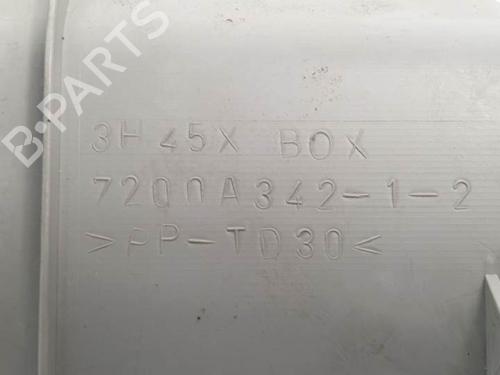 B-PARTS
3H45X BOX
7200A342-1-2
>PP-TD30<